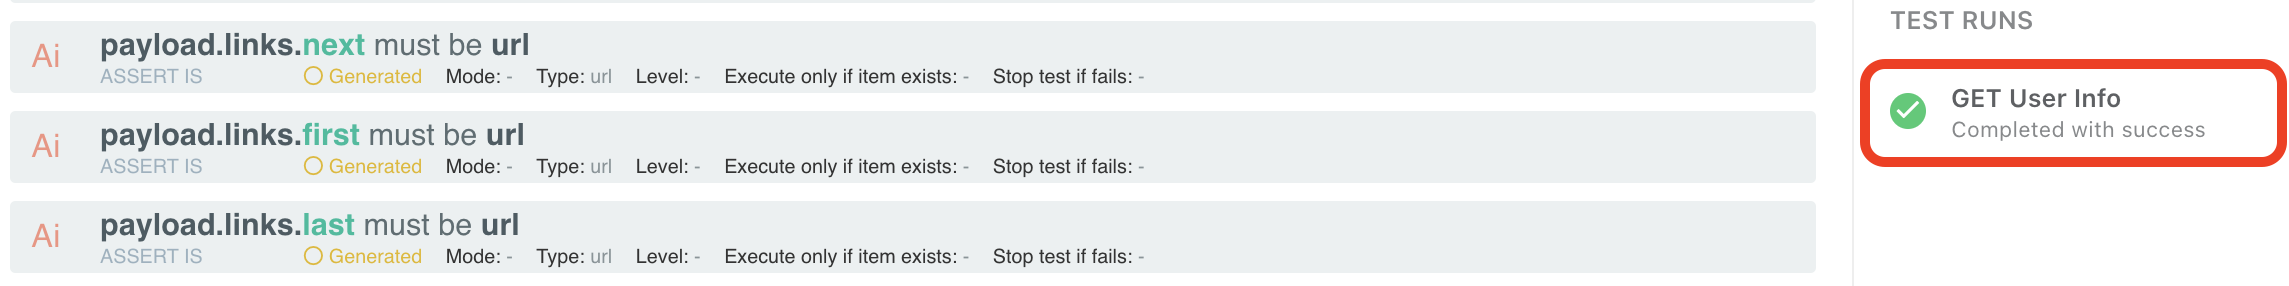 Ai
payload.links.next must be url
ASSERT IS Generated Mode: - Type: url Level: - Execute only if item exists: - Stop test if fails: -
Ai
payload.links.first must be url
ASSERT IS Generated Mode: - Type: url Level: - Execute only if item exists: - Stop test if fails: -
Ai
payload.links.last must be url
ASSERT IS Generated Mode: - Type: url Level: - Execute only if item exists: - Stop test if fails: -
TEST RUNS
GET User Info
Completed with success